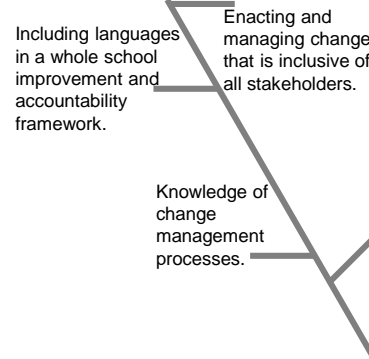 Including languages
in a whole school
improvement and
accountability
framework.
Enacting and
managing change
that is inclusive of
all stakeholders.
Knowledge of
change
management
processes.